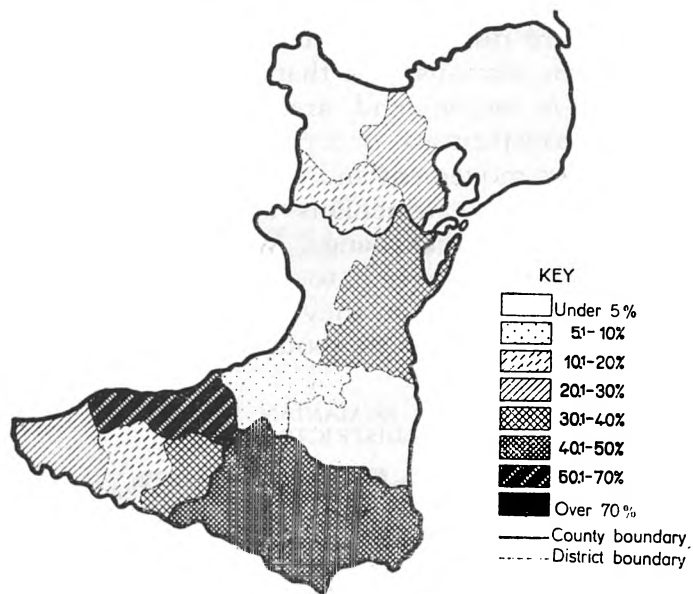 KEY
Under 5%
5.1-10%
10.1-20%
20.1-30%
30.1-40%
40.1-50%
50.1-70%
Over 70%
County boundary
District boundary